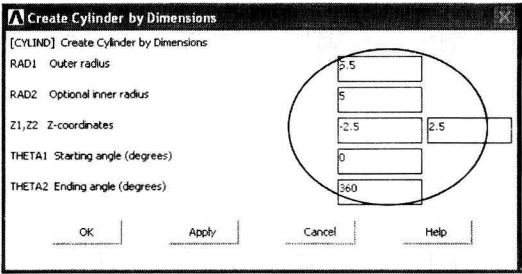 Create Cylinder by Dimensions
[CYLIND] Create Cylinder by Dimensions
RAD1 Outer radius 5.5
RAD2 Optional inner radius 5
Z1,Z2 Z-coordinates -2.5 2.5
THETA1 Starting angle (degrees) 0
THETA2 Ending angle (degrees) 360
OK Apply Cancel Help